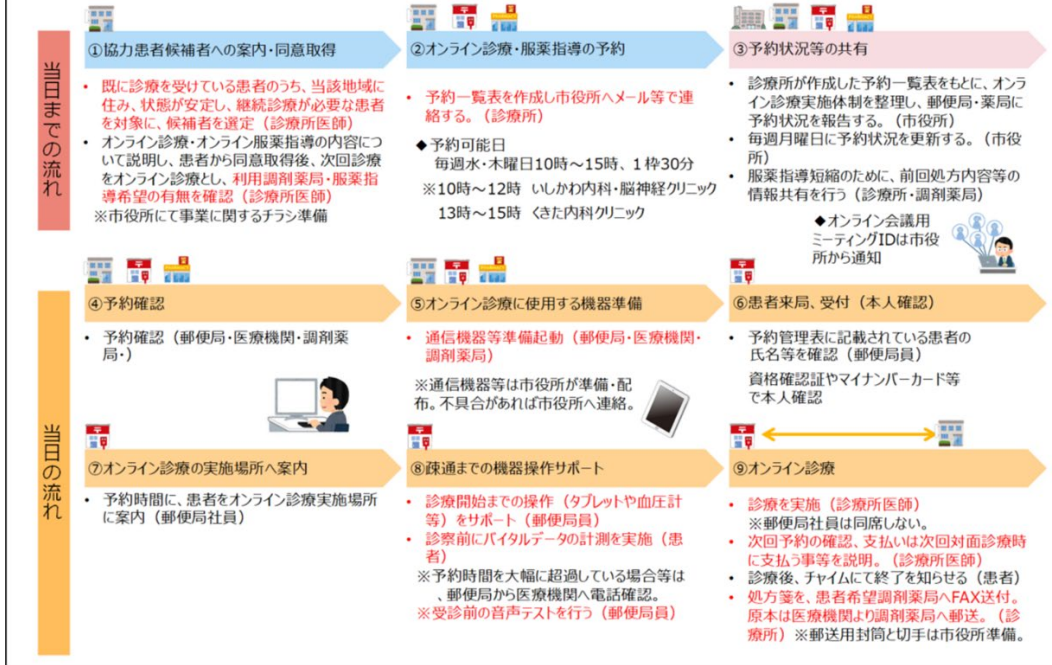 当日までの流れ
①協力患者候補者への案内・同意取得
• 既に診療を受けている患者のうち、当該地域に
住み、状態が安定し、継続診療が必要な患者
を対象に、候補者を選定（診療所医師）
• オンライン診療・オンライン服薬指導の内容につ
いて説明し、患者から同意取得後、次回診療
をオンライン診療とし、利用調剤薬局・服薬指
導希望の有無を確認（診療所医師）
※市役所にて事業に関するチラシ準備
②オンライン診療・服薬指導の予約
• 予約一覧表を作成し市役所へメール等で連
絡する。（診療所）
◆予約可能日
毎週水・木曜日10時～15時、１枠30分
※10時～12時 いしかわ内科・脳神経クリニック
13時～15時 くきた内科クリニック
③予約状況等の共有
• 診療所が作成した予約一覧表をもとに、オンラ
イン診療実施体制を整理し、郵便局・薬局に
予約状況を報告する。（市役所）
• 毎週月曜日に予約状況を更新する。（市役
所）
• 服薬指導短縮のために、前回処方内容等の
情報共有を行う（診療所・調剤薬局）
◆オンライン会議用
ミーティングIDは市役
所から通知
当日の流れ
④予約確認
• 予約確認（郵便局・医療機関・調剤薬
局・）
⑤オンライン診療に使用する機器準備
• 通信機器等準備起動（郵便局・医療機関・
調剤薬局）
※通信機器等は市役所が準備・配
布。不具合があれば市役所へ連絡。
⑥患者来局、受付（本人確認）
• 予約管理表に記載されている患者の
氏名等を確認（郵便局員）
資格確認証やマイナンバーカード等
で本人確認
⑦オンライン診療の実施場所へ案内
• 予約時間に、患者をオンライン診療実施場所
に案内（郵便局社員）
⑧疎通までの機器操作サポート
• 診療開始までの操作（タブレットや血圧計
等）をサポート（郵便局員）
• 診察前にバイタルデータの計測を実施（患
者）
※予約時間を大幅に超過している場合等は
、郵便局から医療機関へ電話確認。
※受診前の音声テストを行う（郵便局員）
⑨オンライン診療
• 診療を実施（診療所医師）
※郵便局社員は同席しない。
• 次回予約の確認、支払いは次回対面診療時
に支払う事等を説明。（診療所医師）
• 診療後、チャイムにて終了を知らせる（患者）
• 処方箋を、患者希望調剤薬局へFAX送付。
原本は医療機関より調剤薬局へ郵送。（診
療所）※郵送用封筒と切手は市役所準備。